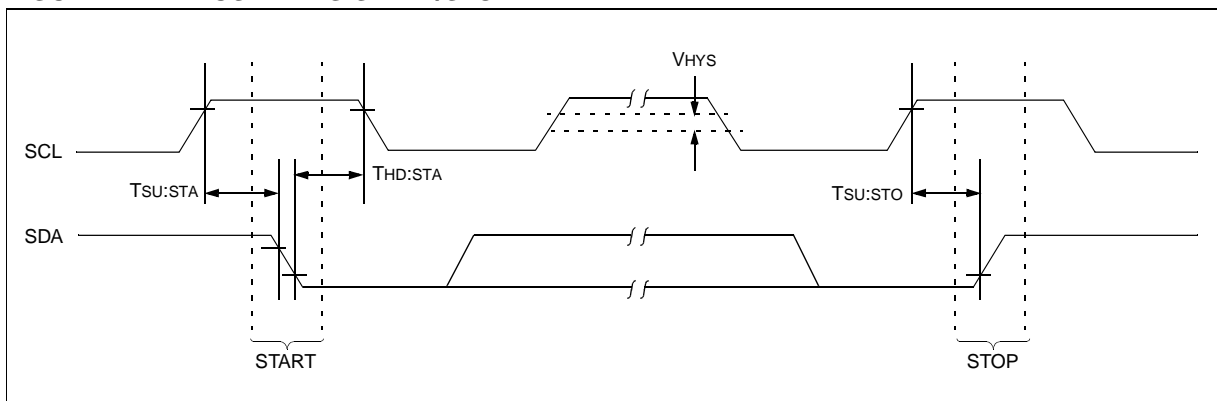 VHYS
SCL
THD:STA
TSU:STA
TSU:STO
SDA
START
STOP